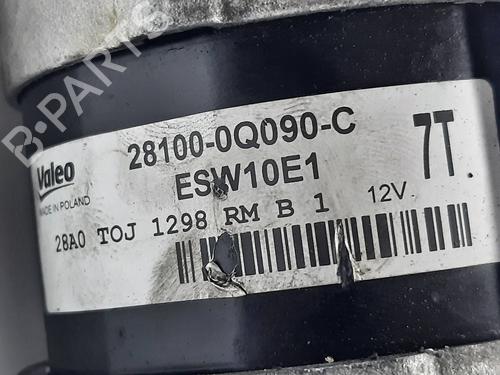 B-PARTS
Valeo
MADE IN POLAND
28100-0Q090-C
ESW10E1
7T
28A0 TOJ 1298 RM B 1
12V